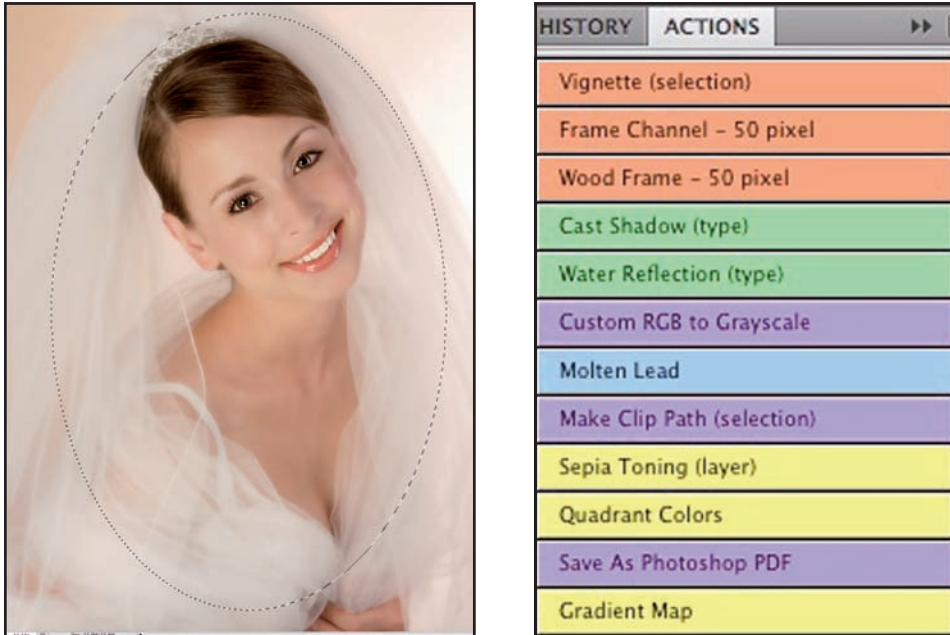 HISTORY ACTIONS
Vignette (selection)
Frame Channel – 50 pixel
Wood Frame – 50 pixel
Cast Shadow (type)
Water Reflection (type)
Custom RGB to Grayscale
Molten Lead
Make Clip Path (selection)
Sepia Toning (layer)
Quadrant Colors
Save As Photoshop PDF
Gradient Map